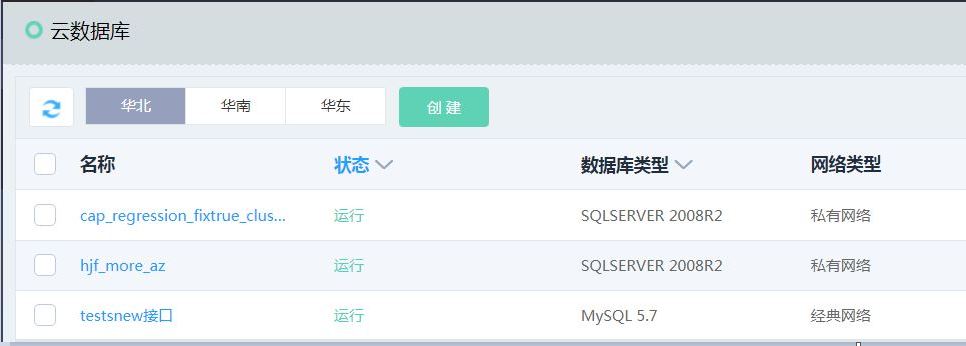 云数据库
华北 华南 华东 创建
名称 状态 数据库类型 网络类型
cap_regression_fixtrue_clus... 运行 SQLSERVER 2008R2 私有网络
hjf_more_az 运行 SQLSERVER 2008R2 私有网络
testsnew接口 运行 MySQL 5.7 经典网络